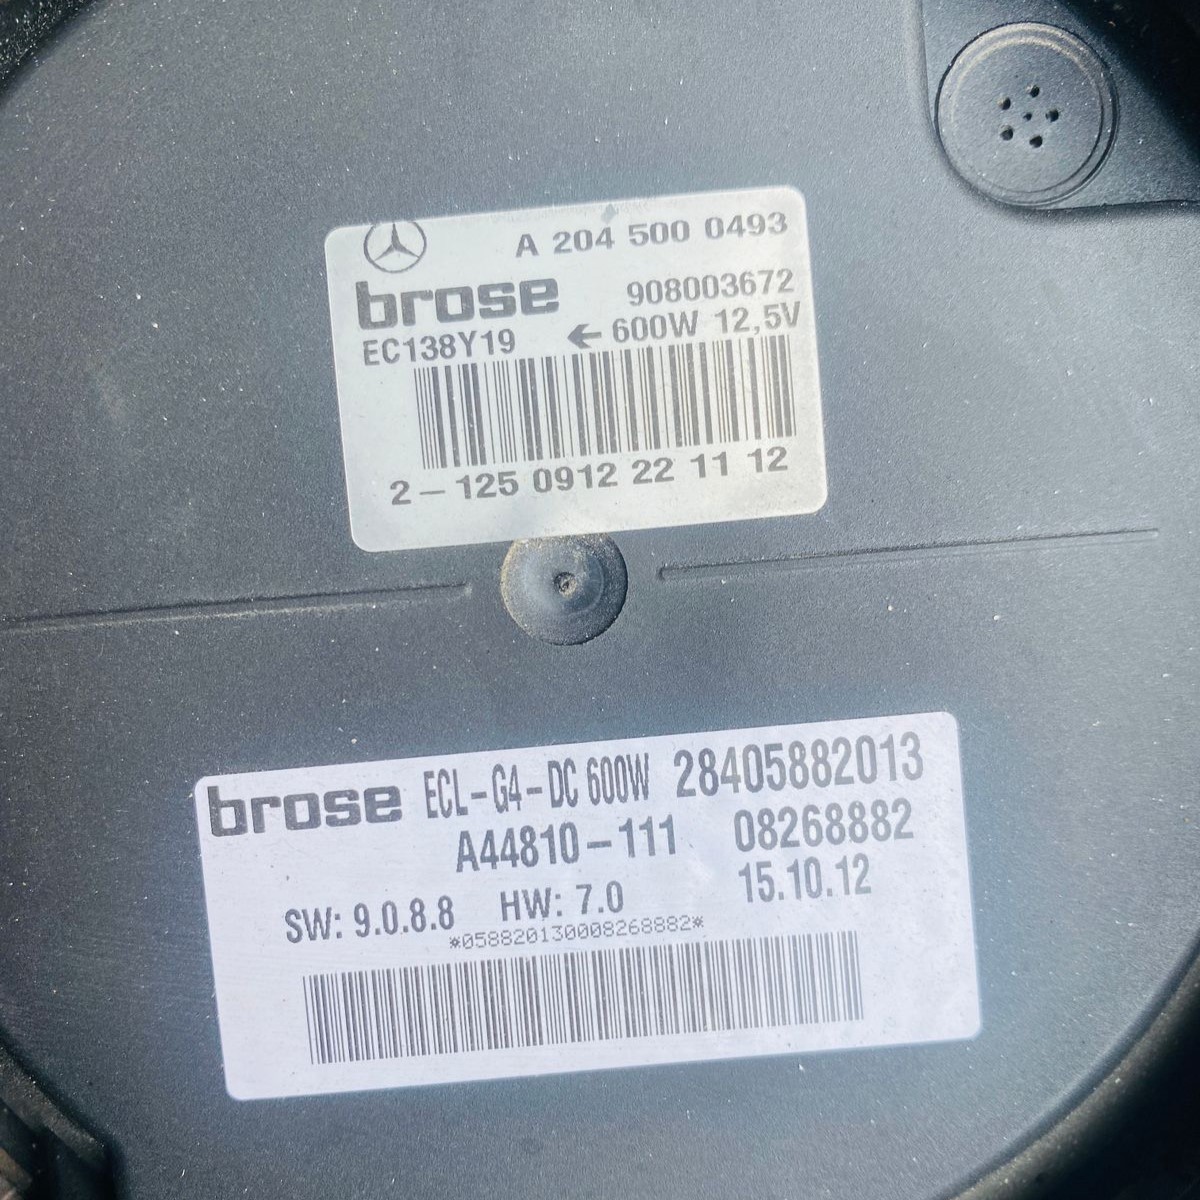 A 204 500 0493
brose 908003672
EC138Y19 ← 600W 12,5V
2-125 0912 22 11 12
brose ECL-G4-DC 600W 28405882013
A44810-111 08268882
SW: 9.0.8.8 HW: 7.0 15.10.12
*058820130008268882*